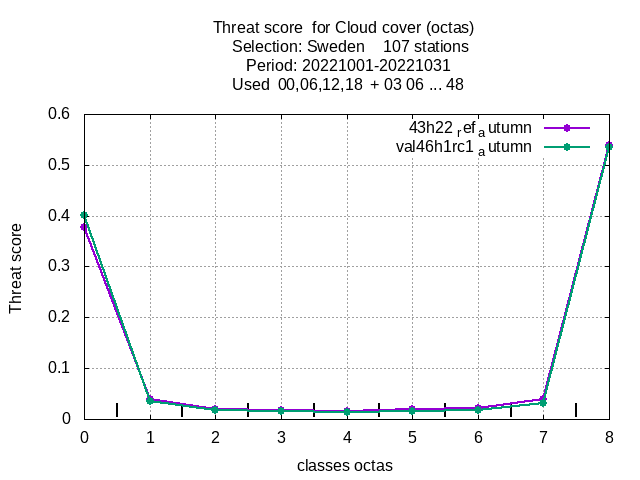 Threat score  for Cloud cover (octas)
Selection: Sweden    107 stations
Period: 20221001-20221031
Used  00,06,12,18  + 03 06 ... 48
43h22 ref a utumn
val46h1rc1 a utumn
0.6
0.5
0.4
0.3
0.2
0.1
0
Threat score
0 1 2 3 4 5 6 7 8
classes octas